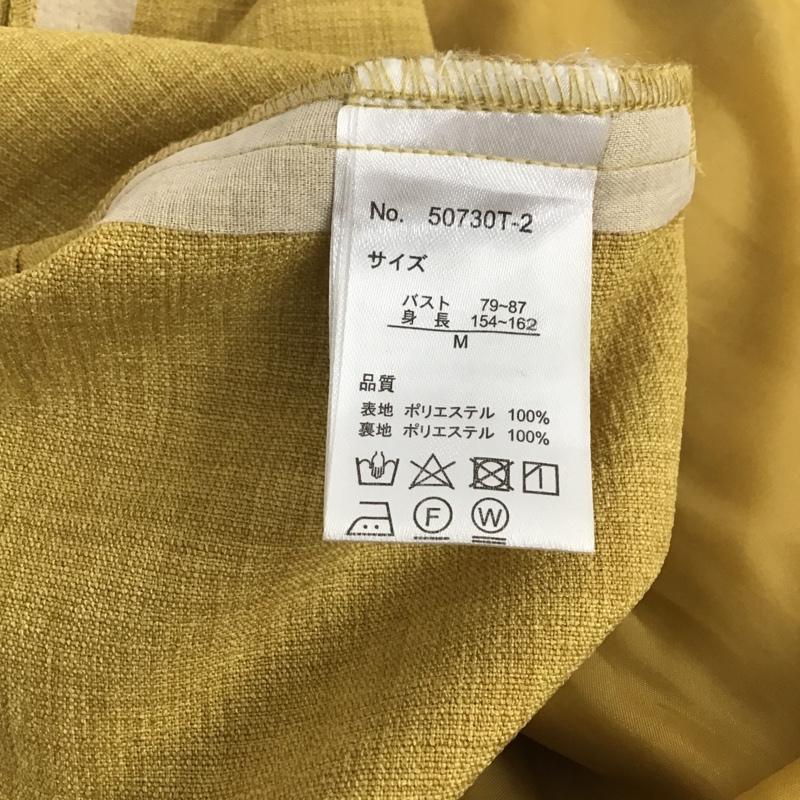 No. 50730T-2
サイズ
バスト 79~87
身長 154~162
M
品質
表地 ポリエステル 100%
裏地 ポリエステル 100%
F W